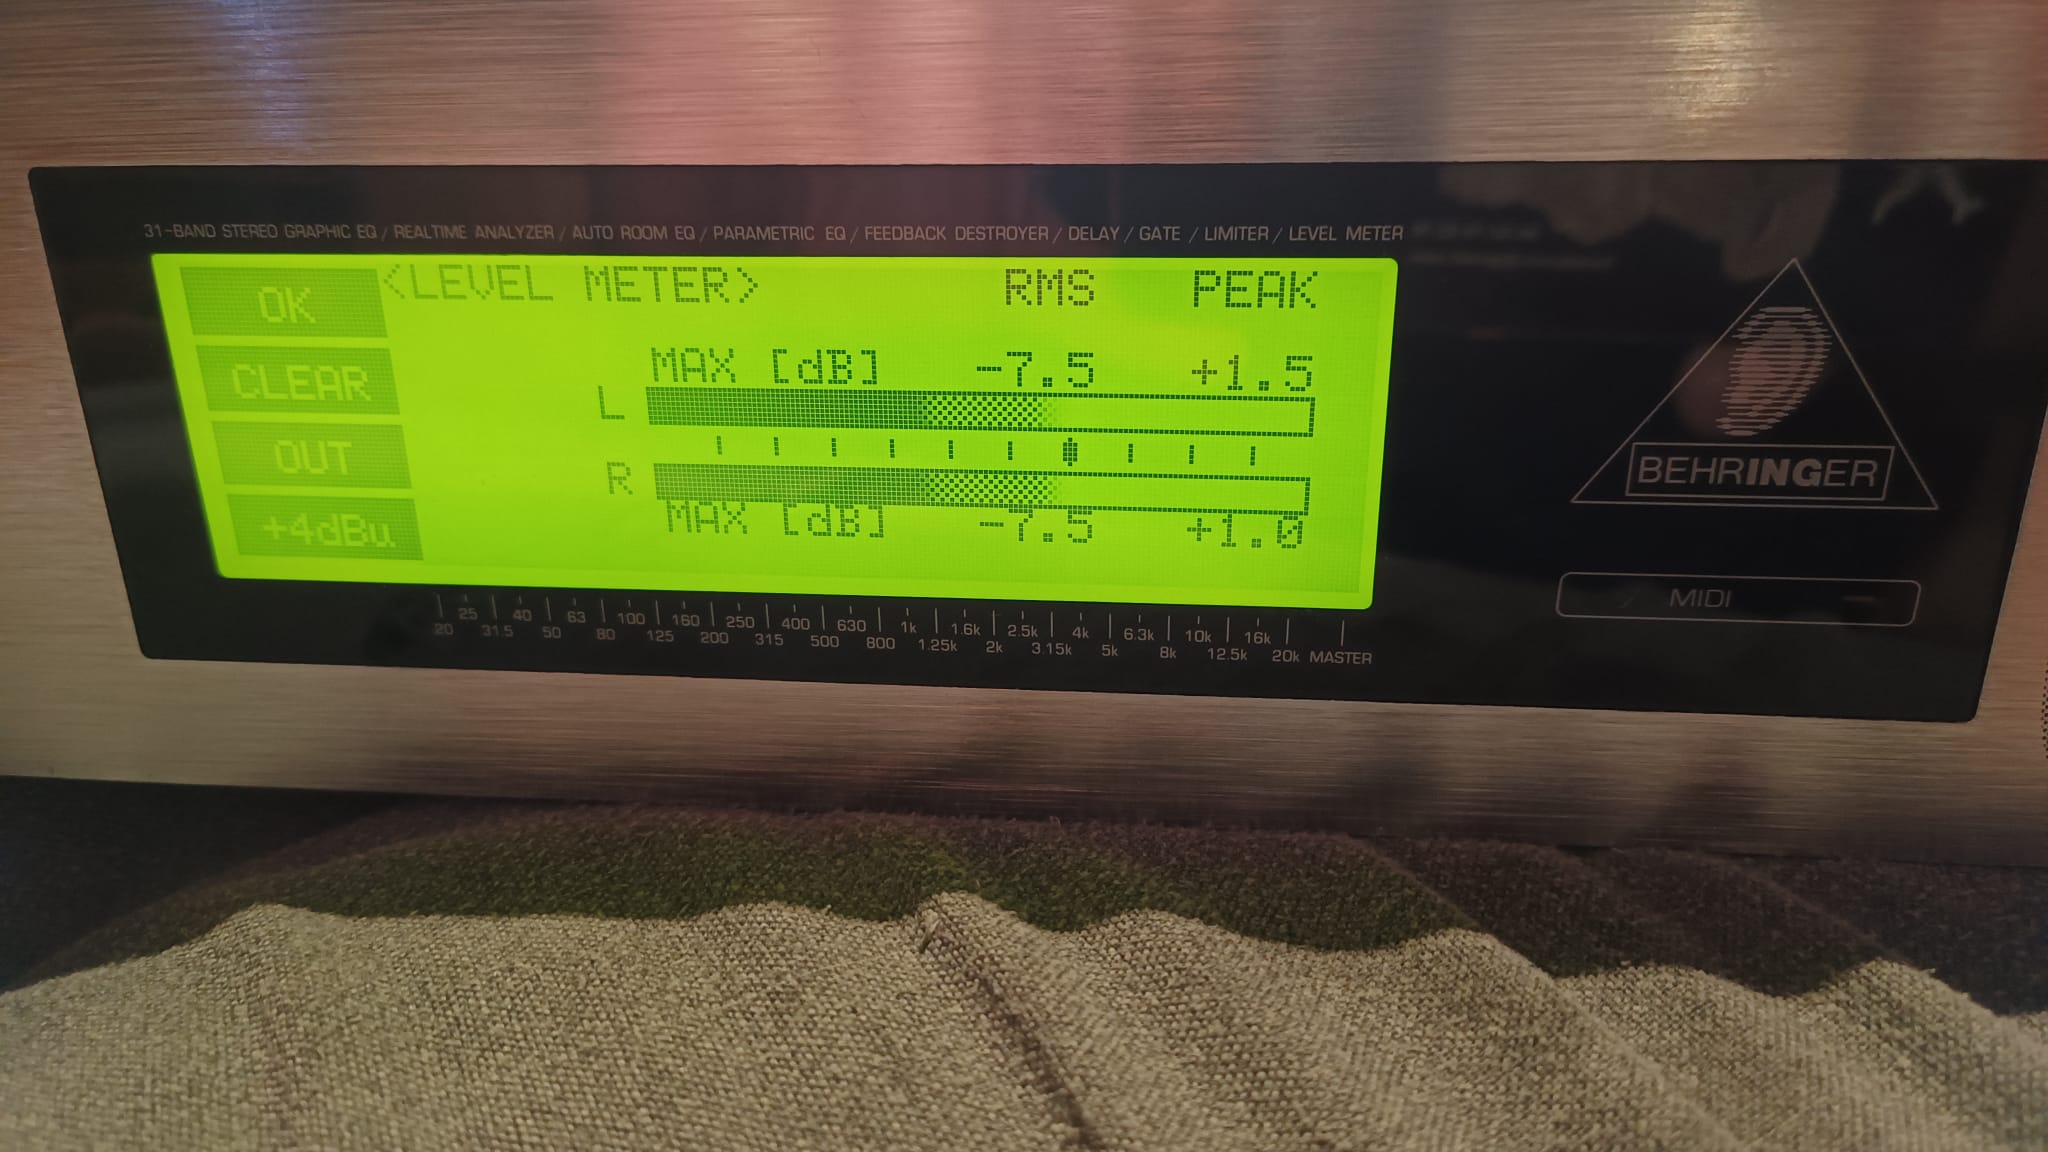 31-BAND STEREO GRAPHIC EQ / REALTIME ANALYZER / AUTO ROOM EQ / PARAMETRIC EQ / FEEDBACK DESTROYER / DELAY / GATE / LIMITER / LEVEL METER
OK <LEVEL METER> RMS PEAK
CLEAR MAX [dB] -7.5 +1.5
L
OUT R
+4dBu MAX [dB] -7.5 +1.0
25 40 63 100 160 250 400 630 1k 1.6k 2.5k 4k 6.3k 10k 16k
20 31.5 50 80 125 200 315 500 800 1.25k 2k 3.15k 5k 8k 12.5k 20k MASTER
BEHRINGER
MIDI